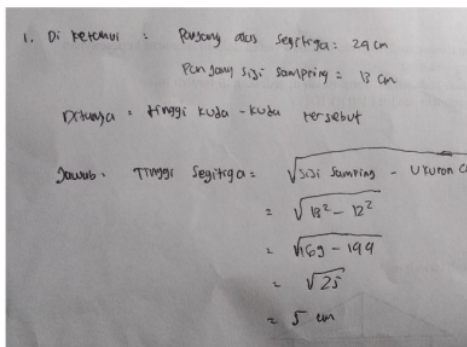 1. Di ketahui : Panjang alas segitiga = 24 cm
Panjang sisi samping = 13 cm
Ditanya = tinggi kuda - kuda tersebut
Jawab. Tinggi segitiga = √sisi samping - Ukuran
= √13² - 12²
= √169 - 144
= √25
= 5 cm